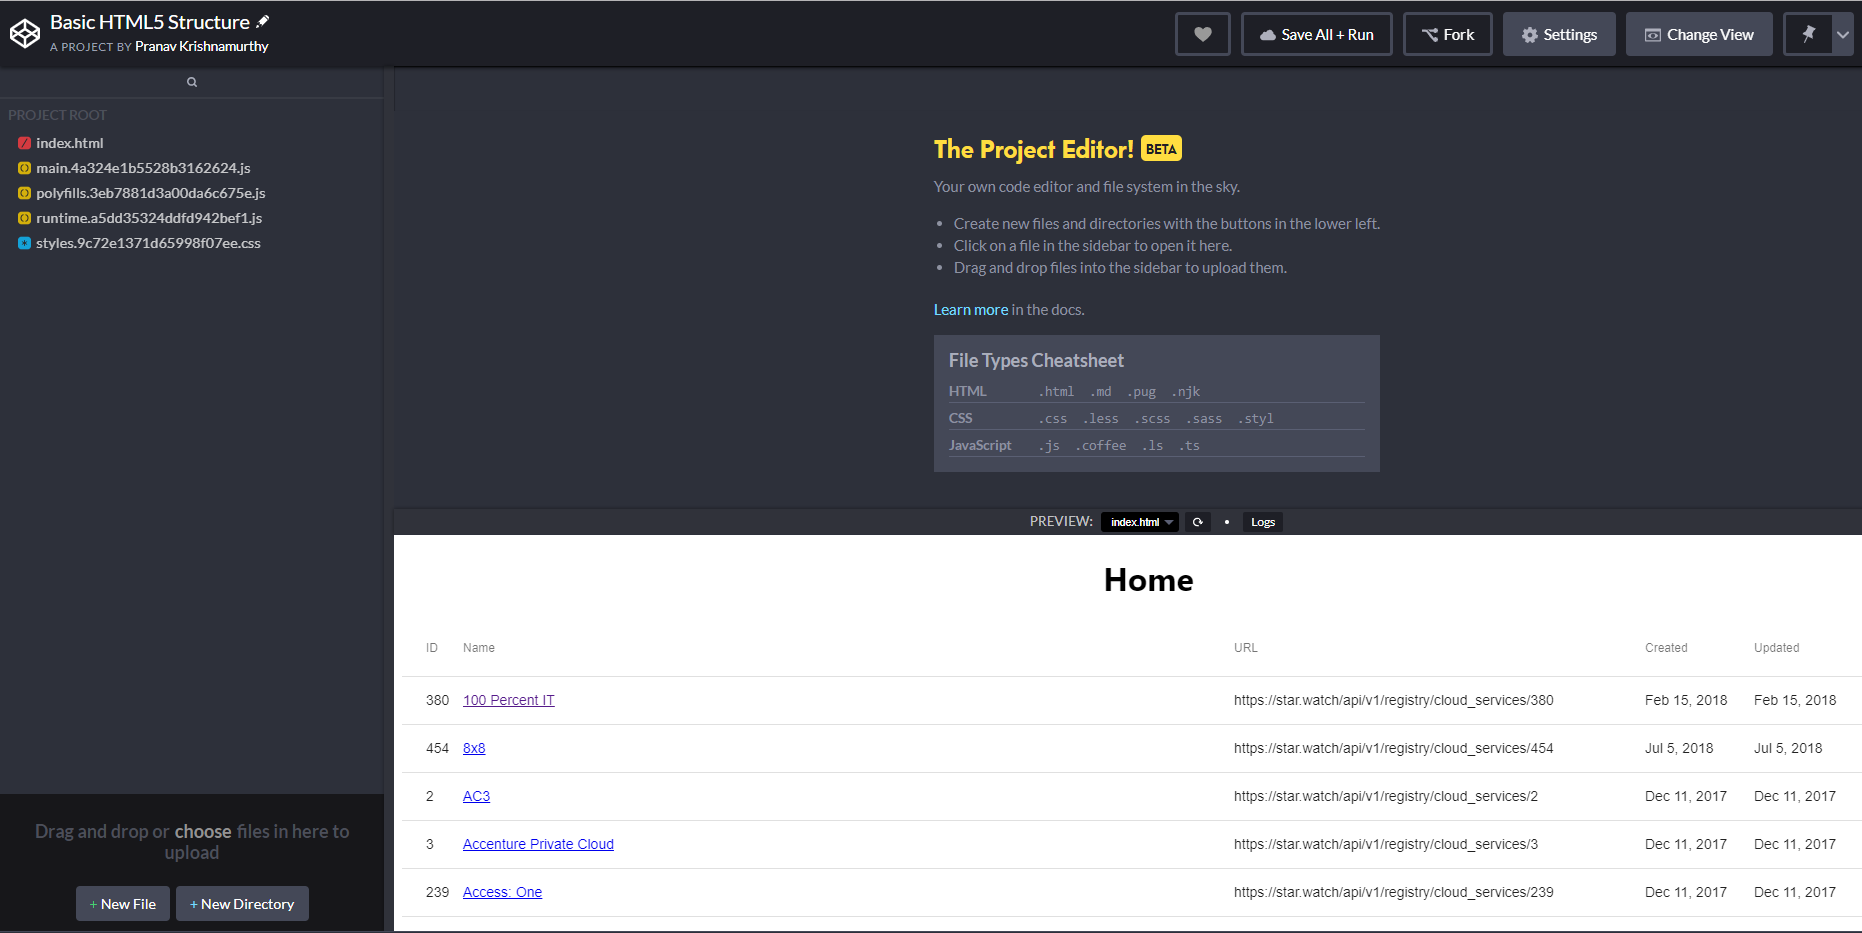 Basic HTML5 Structure
A PROJECT BY Pranav Krishnamurthy
Save All + Run
Fork
Settings
Change View
PROJECT ROOT
index.html
main.4a324e1b5528b3162624.js
polyfills.3eb7881d3a00da6c675e.js
runtime.a5dd35324ddfd942bef1.js
styles.9c72e1371d65998f07ee.css
Drag and drop or choose files in here to
upload
+ New File
+ New Directory
The Project Editor! BETA
Your own code editor and file system in the sky.
• Create new files and directories with the buttons in the lower left.
• Click on a file in the sidebar to open it here.
• Drag and drop files into the sidebar to upload them.
Learn more in the docs.
File Types Cheatsheet
HTML .html .md .pug .njk
CSS .css .less .scss .sass .styl
JavaScript .js .coffee .ls .ts
PREVIEW: index.html • Logs
Home
ID Name URL Created Updated
380 100 Percent IT https://star.watch/api/v1/registry/cloud_services/380 Feb 15, 2018 Feb 15, 2018
454 8x8 https://star.watch/api/v1/registry/cloud_services/454 Jul 5, 2018 Jul 5, 2018
2 AC3 https://star.watch/api/v1/registry/cloud_services/2 Dec 11, 2017 Dec 11, 2017
3 Accenture Private Cloud https://star.watch/api/v1/registry/cloud_services/3 Dec 11, 2017 Dec 11, 2017
239 Access: One https://star.watch/api/v1/registry/cloud_services/239 Dec 11, 2017 Dec 11, 2017